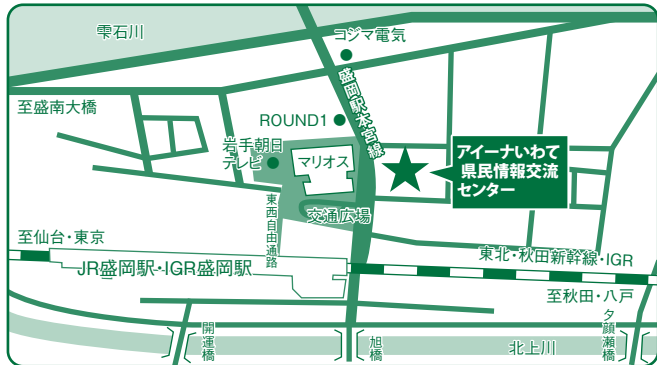 雫石川
コジマ電気
盛岡駅本宮線
至盛南大橋
ROUND1
岩手朝日
テレビ
マリオス
アイーナいわて
県民情報交流
センター
東西自由通路
交通広場
至仙台・東京
JR盛岡駅・IGR盛岡駅
東北・秋田新幹線・IGR
至秋田・八戸
開運橋
旭橋
北上川
夕顔瀬橋